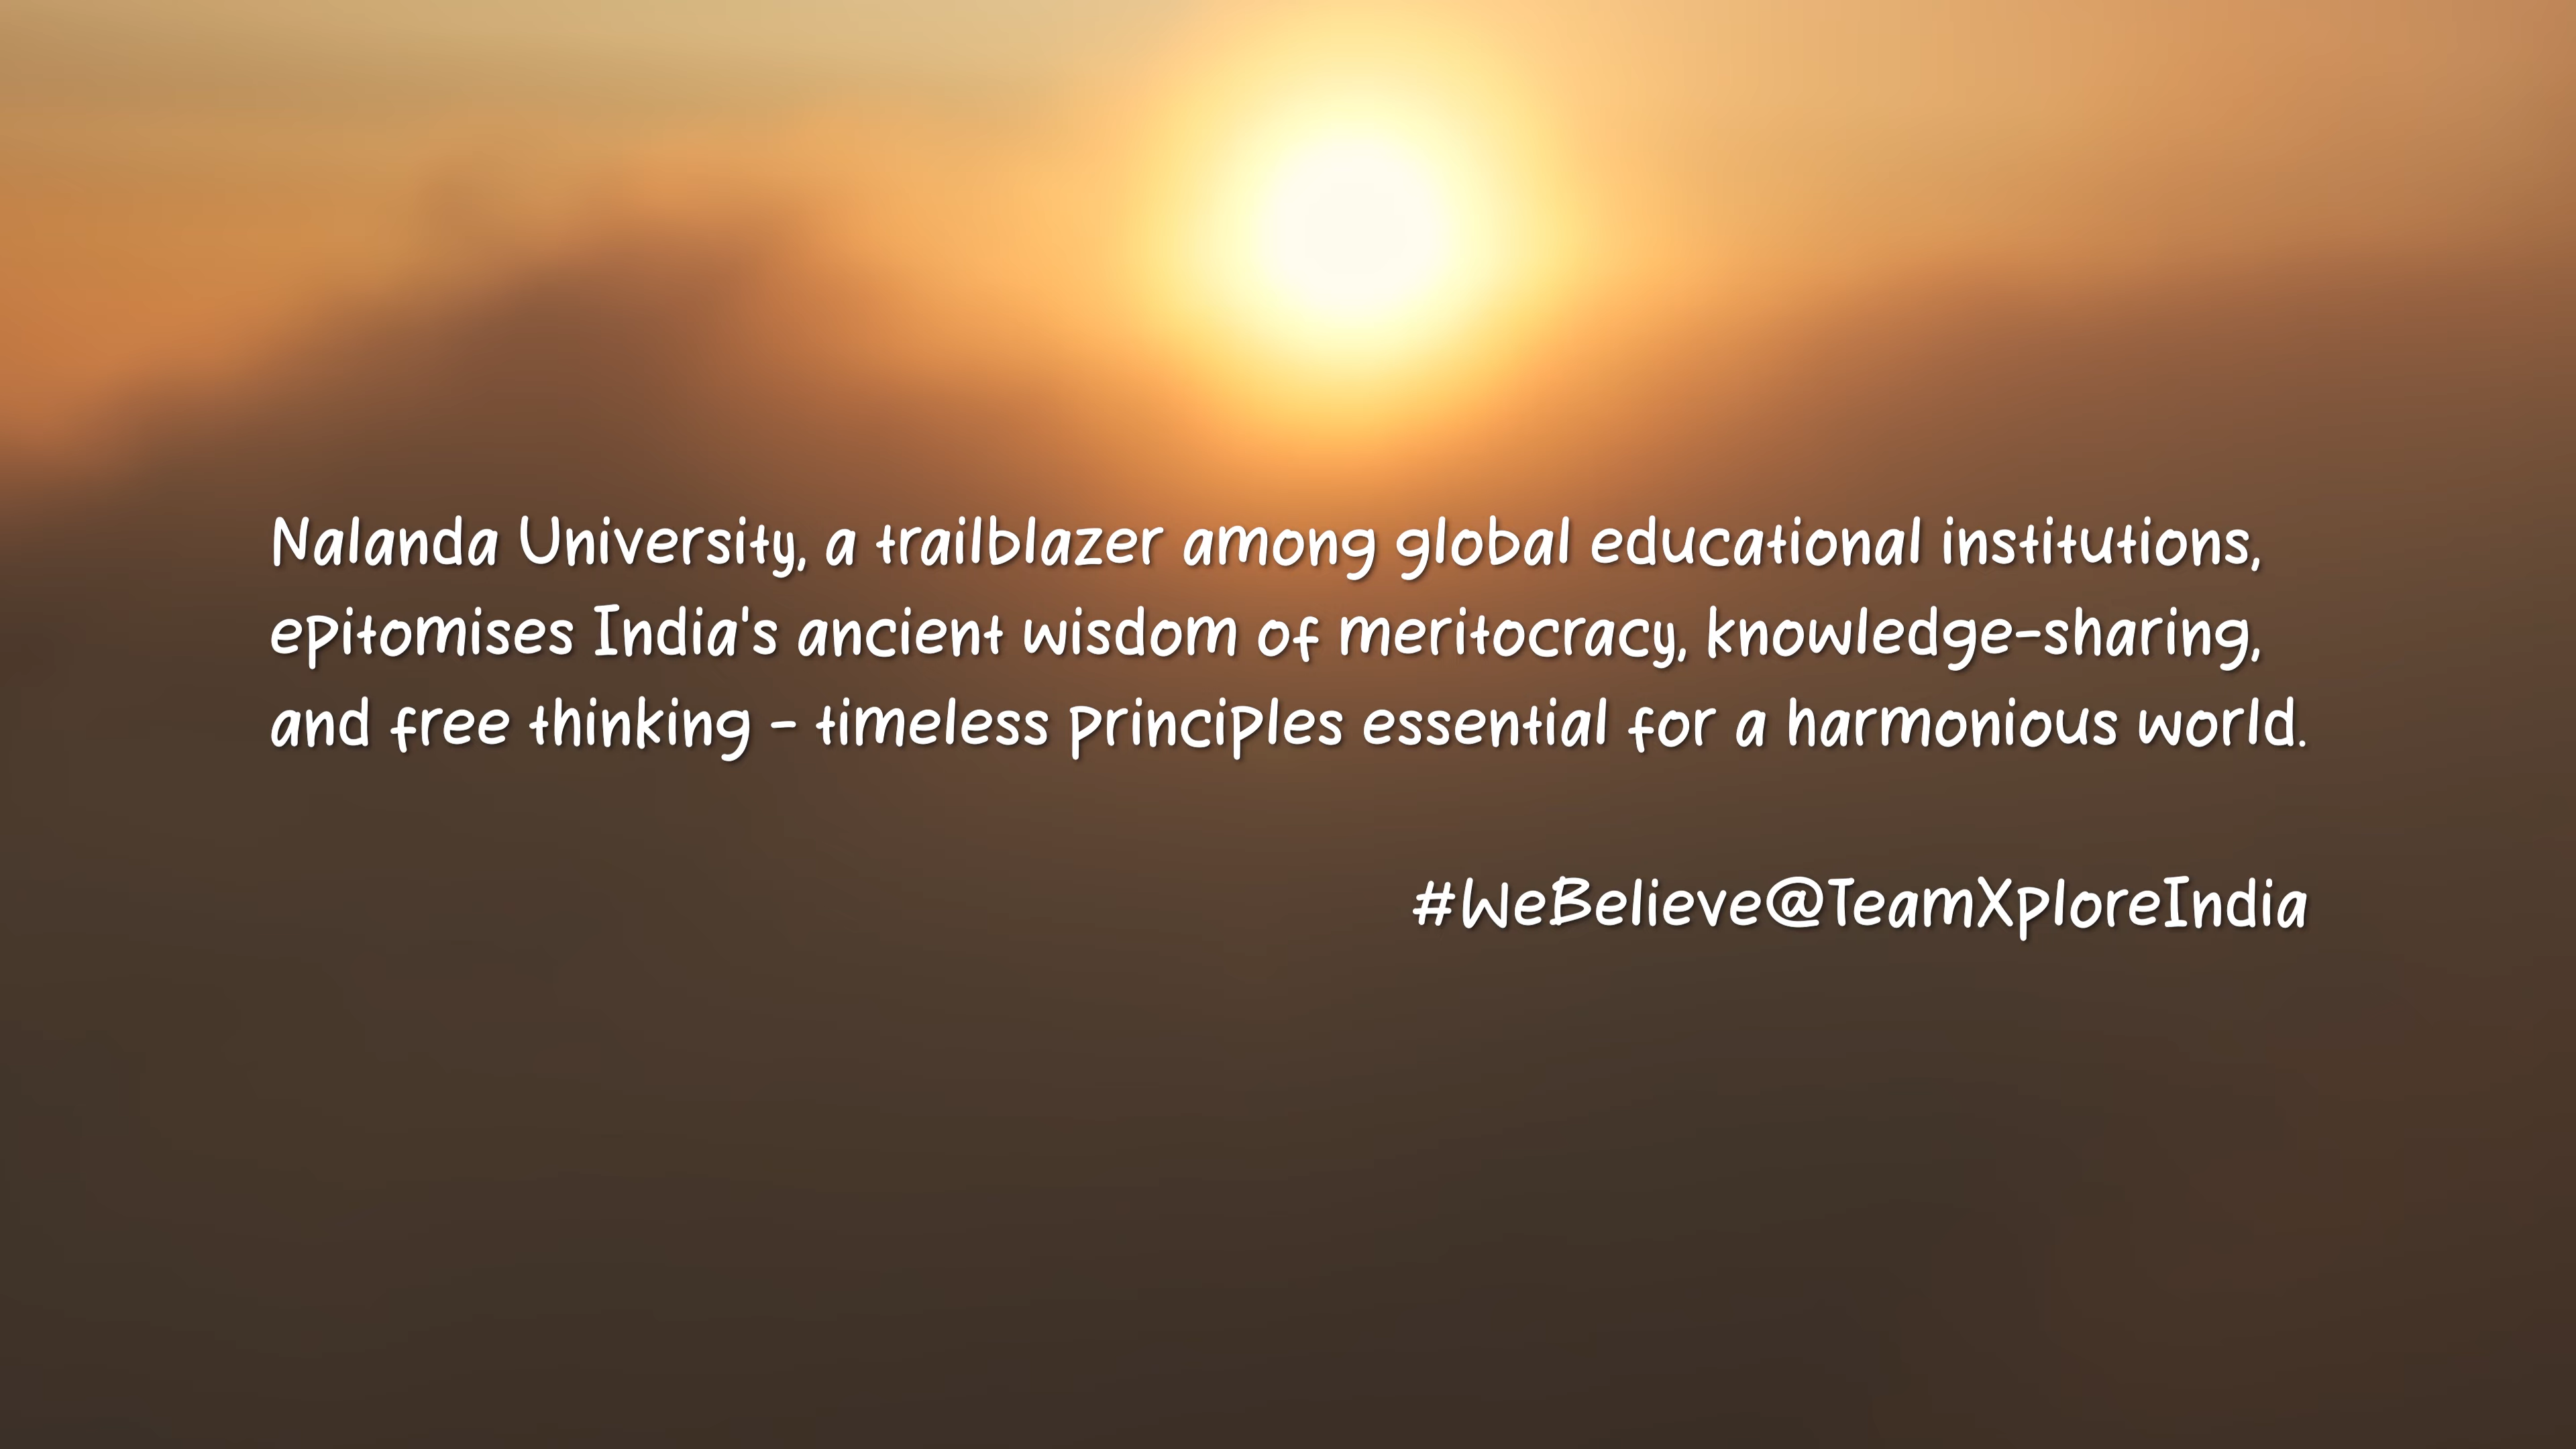 Nalanda University, a trailblazer among global educational institutions,
epitomises India's ancient wisdom of meritocracy, knowledge-sharing,
and free thinking - timeless principles essential for a harmonious world.
#WeBelieve@TeamXploreIndia